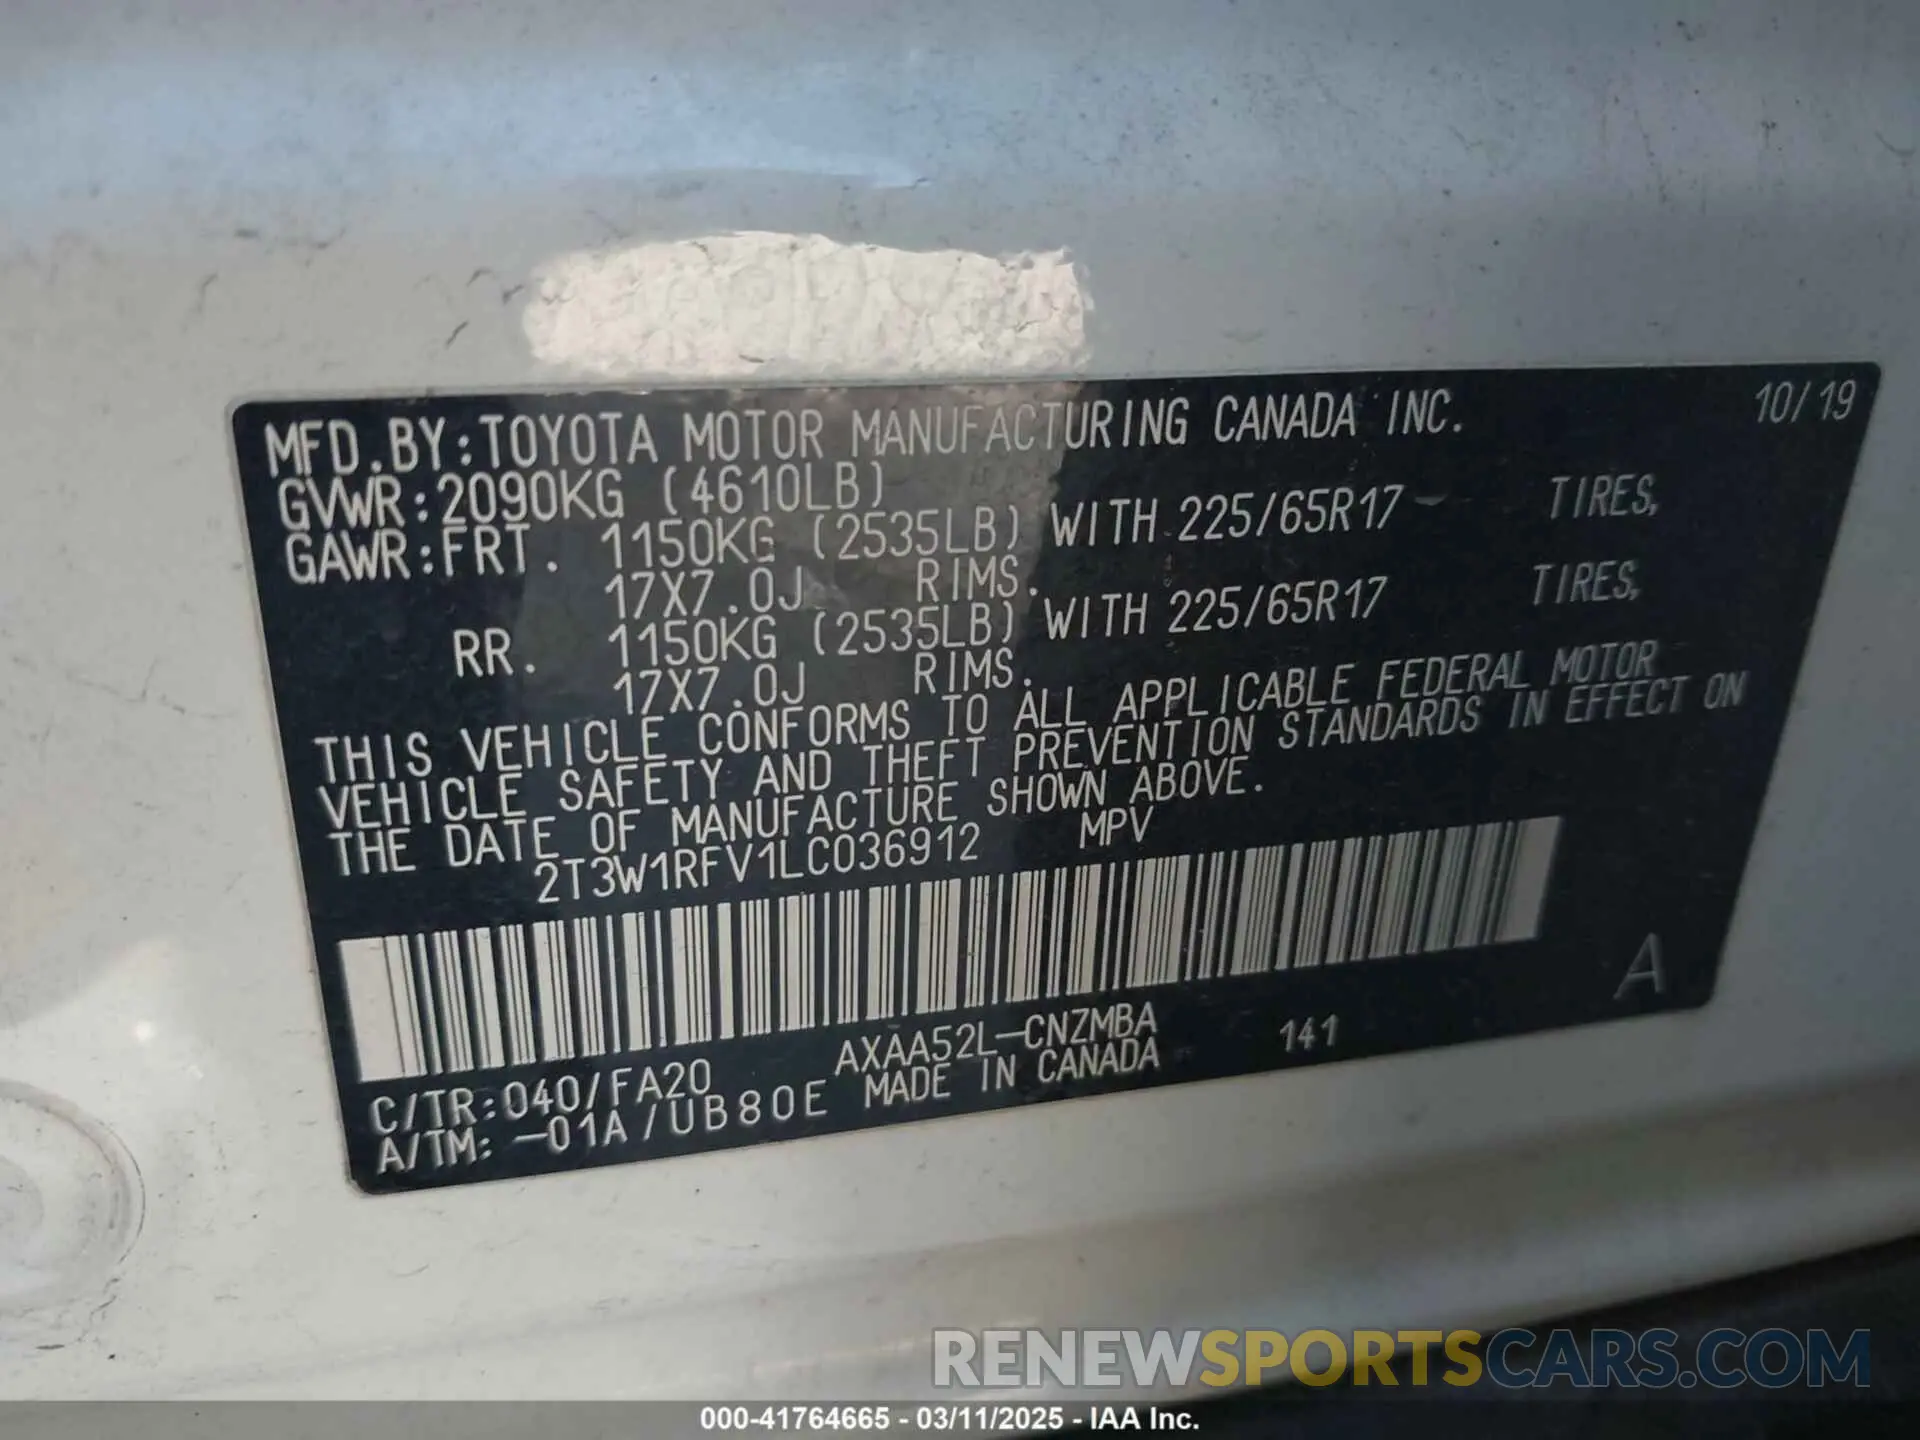 MFD.BY:TOYOTA MOTOR MANUFACTURING CANADA INC. 10/19
GVWR:2090KG (4610LB)
GAWR:FRT. 1150KG (2535LB) WITH 225/65R17 TIRES,
17X7.0J RIMS.
RR. 1150KG (2535LB) WITH 225/65R17 TIRES,
17X7.0J RIMS.
THIS VEHICLE CONFORMS TO ALL APPLICABLE FEDERAL MOTOR
VEHICLE SAFETY AND THEFT PREVENTION STANDARDS IN EFFECT ON
THE DATE OF MANUFACTURE SHOWN ABOVE.
2T3W1RFV1LC036912 MPV
A
AXAA52L-CNZMBA 141
C/TR:040/FA20 MADE IN CANADA
A/TM:-01A/UB80E
RENEWSPORTSCARS.COM
000-41764665 - 03/11/2025 - IAA Inc.